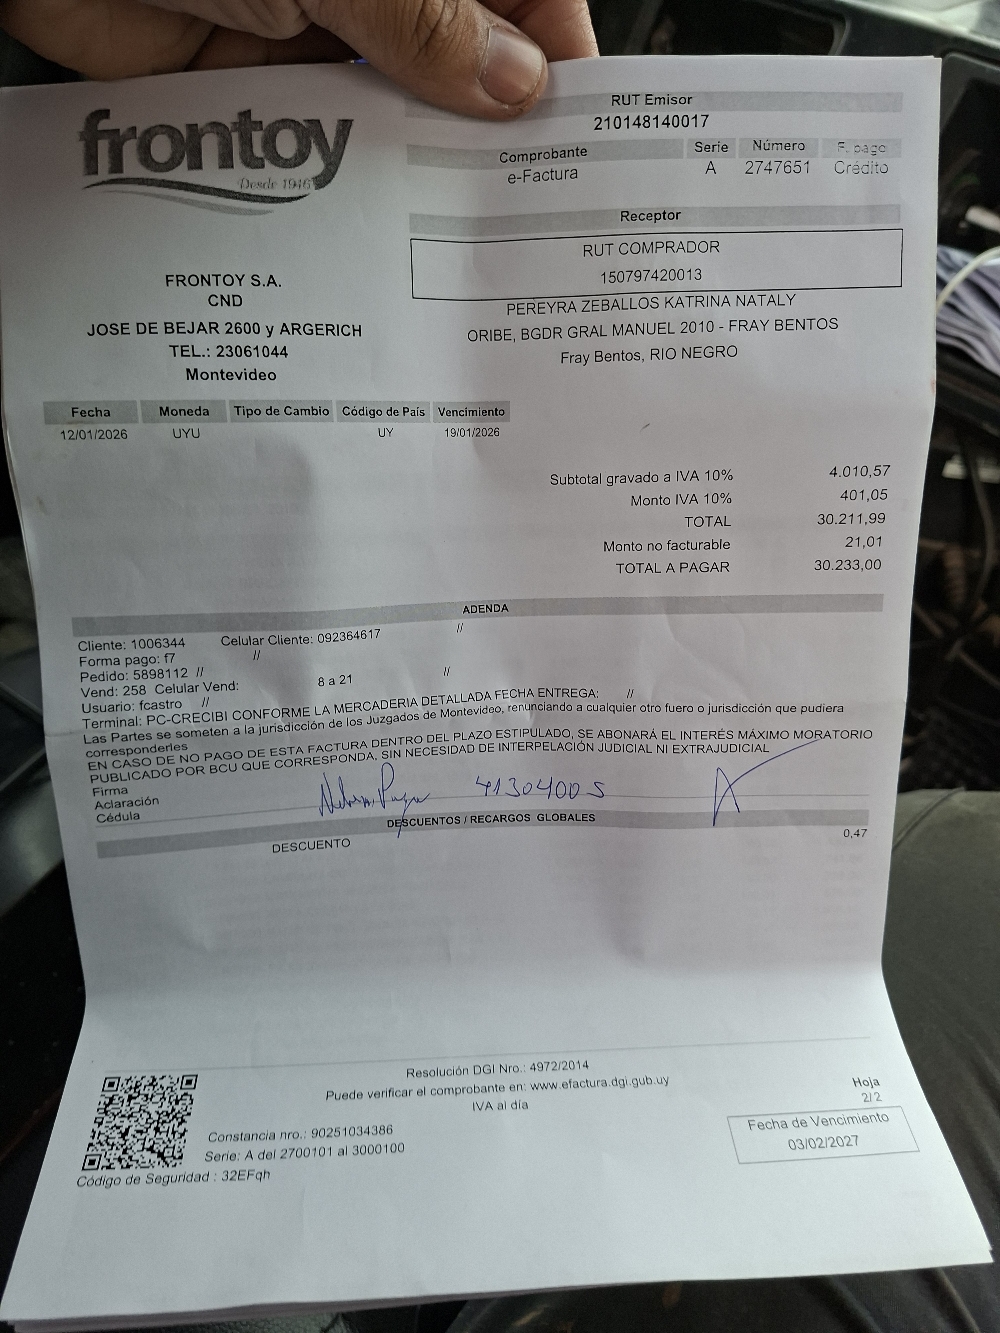 frontoy
Desde 1946
RUT Emisor
210148140017
Comprobante Serie Número F. pago
e-Factura A 2747651 Crédito
Receptor
RUT COMPRADOR
150797420013
FRONTOY S.A.
CND
JOSE DE BEJAR 2600 y ARGERICH
TEL.: 23061044
Montevideo
PEREYRA ZEBALLOS KATRINA NATALY
ORIBE, BGDR GRAL MANUEL 2010 - FRAY BENTOS
Fray Bentos, RIO NEGRO
Fecha Moneda Tipo de Cambio Código de País Vencimiento
12/01/2026 UYU UY 19/01/2026
Subtotal gravado a IVA 10% 4.010,57
Monto IVA 10% 401,05
TOTAL 30.211,99
Monto no facturable 21,01
TOTAL A PAGAR 30.233,00
ADENDA
Cliente: 1006344 Celular Cliente: 092364617 //
Forma pago: f7 //
Pedido: 5898112 //
Vend: 258 Celular Vend: 8 a 21 //
Usuario: fcastro //
Terminal: PC-CRECIBI CONFORME LA MERCADERIA DETALLADA FECHA ENTREGA: //
Las Partes se someten a la jurisdicción de los Juzgados de Montevideo, renunciando a cualquier otro fuero o jurisdicción que pudiera
corresponderles
EN CASO DE NO PAGO DE ESTA FACTURA DENTRO DEL PLAZO ESTIPULADO, SE ABONARÁ EL INTERÉS MÁXIMO MORATORIO
PUBLICADO POR BCU QUE CORRESPONDA, SIN NECESIDAD DE INTERPELACIÓN JUDICIAL NI EXTRAJUDICIAL
Firma
Aclaración
Cédula
41304005
DESCUENTOS / RECARGOS GLOBALES
DESCUENTO 0,47
Resolución DGI Nro.: 4972/2014
Puede verificar el comprobante en: www.efactura.dgi.gub.uy
IVA al día
Constancia nro.: 90251034386
Serie: A del 2700101 al 3000100
Código de Seguridad : 32EFqh
Hoja
2/2
Fecha de Vencimiento
03/02/2027